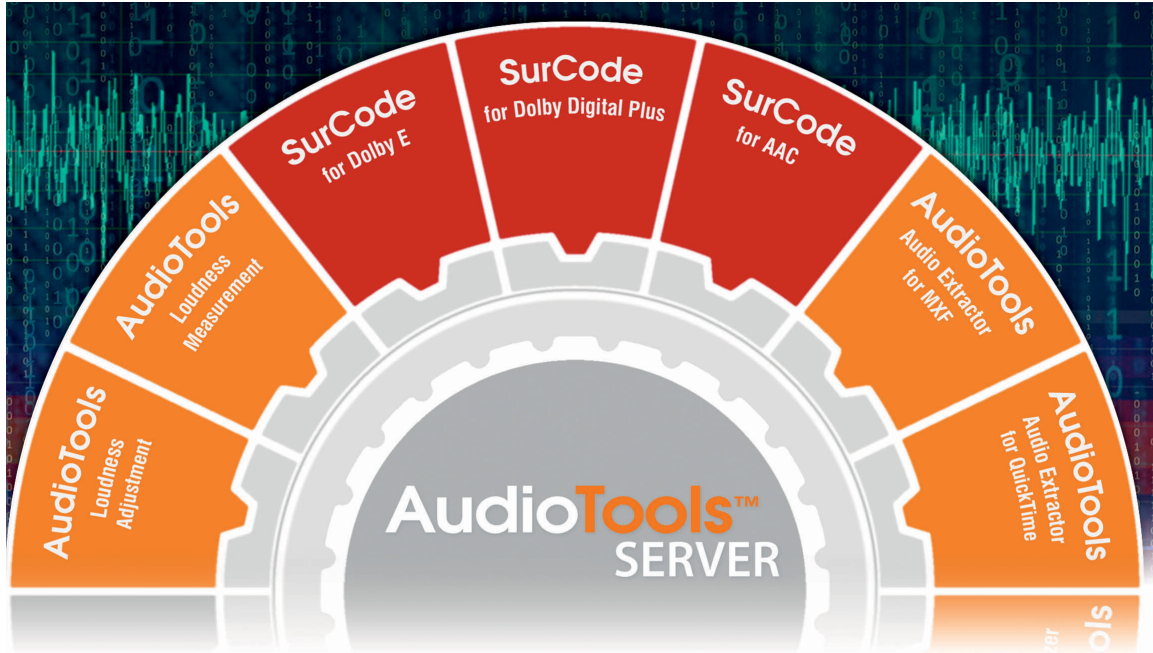 AudioTools
Loudness
Adjustment
AudioTools
Loudness
Measurement
SurCode
for Dolby E
SurCode
for Dolby Digital Plus
SurCode
for AAC
AudioTools
Audio Extractor
for MXF
AudioTools
Audio Extractor
for QuickTime
AudioTools™
SERVER